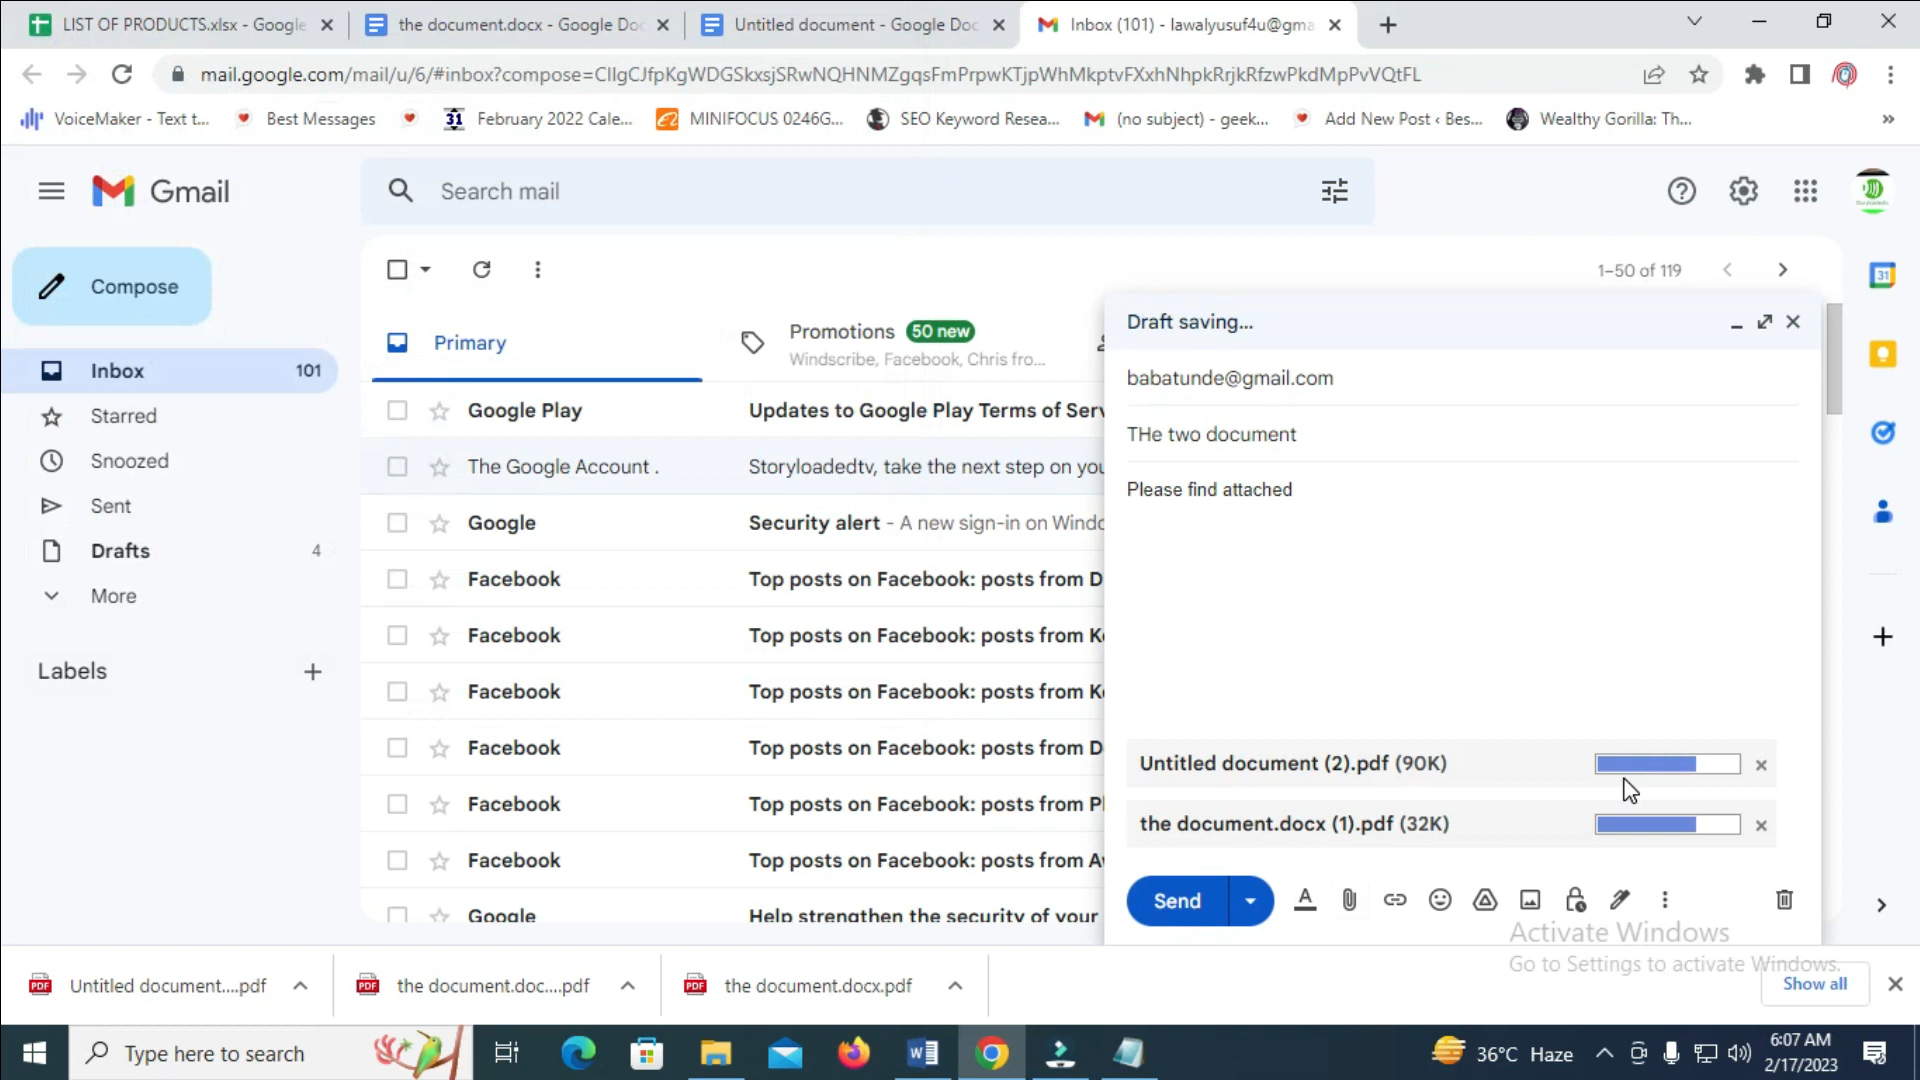 LIST OF PRODUCTS.xlsx - Google
the document.docx - Google Doc
Untitled document - Google Doc
Inbox (101) - lawalyusuf4u@gma
mail.google.com/mail/u/6/#inbox?compose=CllgCJfpKgWDGSkxsjSRwNQHNMZgqsFmPrpwKTjpWhMkptvFXxhNhpkRrjkRfzwPkdMpPvVQtFL
VoiceMaker - Text t...
Best Messages
31
February 2022 Cale...
MINIFOCUS 0246G...
SEO Keyword Resea...
(no subject) - geek...
Add New Post ‹ Bes...
Wealthy Gorilla: Th...
»
Gmail
Search mail
Compose
1–50 of 119
31
Inbox 101
Starred
Snoozed
Sent
Drafts 4
More
Labels
Primary
Promotions 50 new
Windscribe, Facebook, Chris fro...
Google Play Updates to Google Play Terms of Serv
The Google Account . Storyloadedtv, take the next step on you
Google Security alert - A new sign-in on Windo
Facebook Top posts on Facebook: posts from D
Facebook Top posts on Facebook: posts from K
Facebook Top posts on Facebook: posts from K
Facebook Top posts on Facebook: posts from D
Facebook Top posts on Facebook: posts from P
Facebook Top posts on Facebook: posts from A
Google Help strengthen the security of your
Draft saving...
babatunde@gmail.com
THe two document
Please find attached
Untitled document (2).pdf (90K)
the document.docx (1).pdf (32K)
Send
Activate Windows
Go to Settings to activate Windows.
PDF Untitled document....pdf
PDF the document.doc....pdf
PDF the document.docx.pdf
Show all
Type here to search
36°C Haze
6:07 AM
2/17/2023